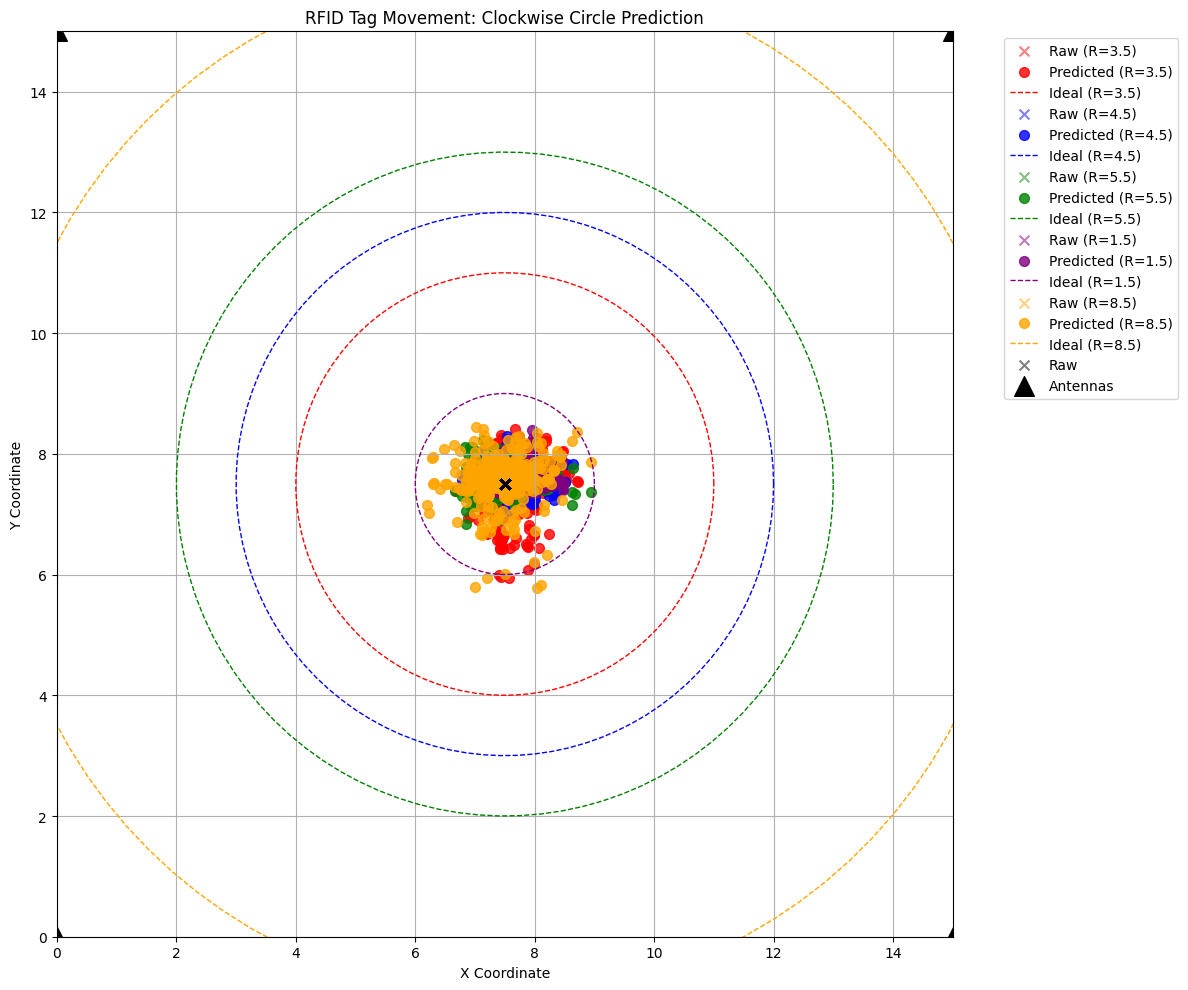 RFID Tag Movement: Clockwise Circle Prediction
Raw (R=3.5)
Predicted (R=3.5)
Ideal (R=3.5)
Raw (R=4.5)
Predicted (R=4.5)
Ideal (R=4.5)
Raw (R=5.5)
Predicted (R=5.5)
Ideal (R=5.5)
Raw (R=1.5)
Predicted (R=1.5)
Ideal (R=1.5)
Raw (R=8.5)
Predicted (R=8.5)
Ideal (R=8.5)
Raw
Antennas
14
12
10
8
6
4
2
0
Y Coordinate
0 2 4 6 8 10 12 14
X Coordinate